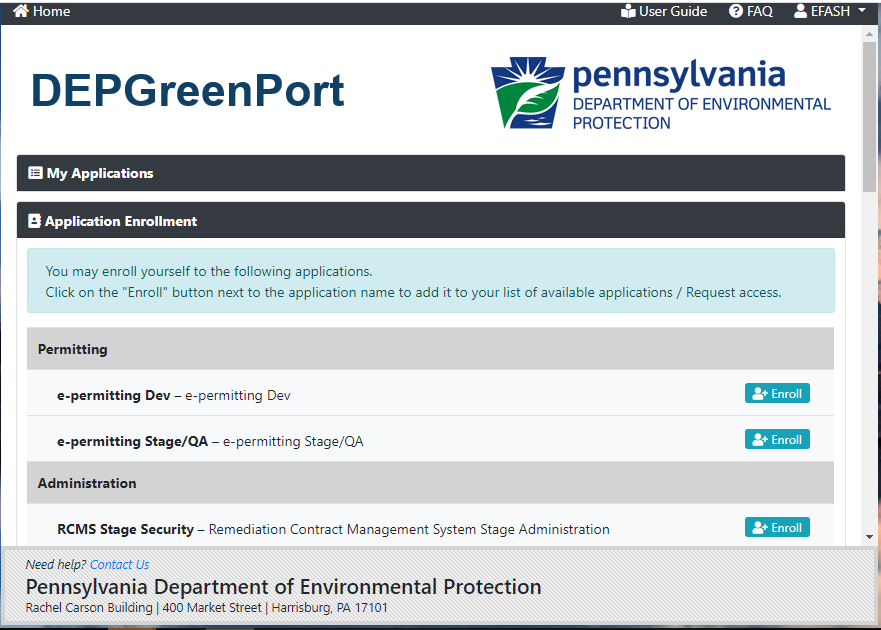 Home
User Guide
FAQ
EFASH
DEPGreenPort
pennsylvania
DEPARTMENT OF ENVIRONMENTAL
PROTECTION
My Applications
Application Enrollment
You may enroll yourself to the following applications.
Click on the "Enroll" button next to the application name to add it to your list of available applications / Request access.
Permitting
e-permitting Dev – e-permitting Dev
Enroll
e-permitting Stage/QA – e-permitting Stage/QA
Enroll
Administration
RCMS Stage Security – Remediation Contract Management System Stage Administration
Enroll
Need help? Contact Us
Pennsylvania Department of Environmental Protection
Rachel Carson Building | 400 Market Street | Harrisburg, PA 17101